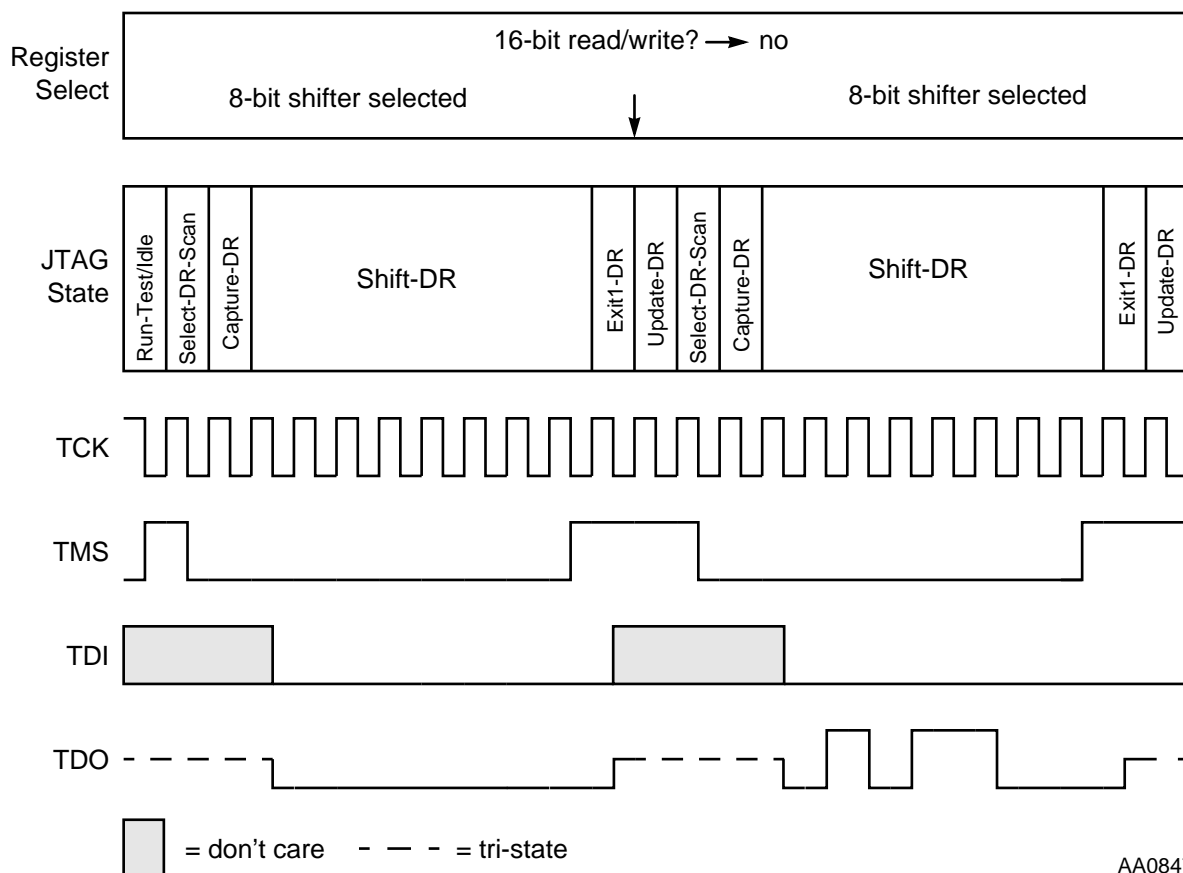 Register
Select
16-bit read/write? → no
8-bit shifter selected
8-bit shifter selected
JTAG
State
Run-Test/Idle
Select-DR-Scan
Capture-DR
Shift-DR
Exit1-DR
Update-DR
Select-DR-Scan
Capture-DR
Shift-DR
Exit1-DR
Update-DR
TCK
TMS
TDI
TDO
= don't care
= tri-state